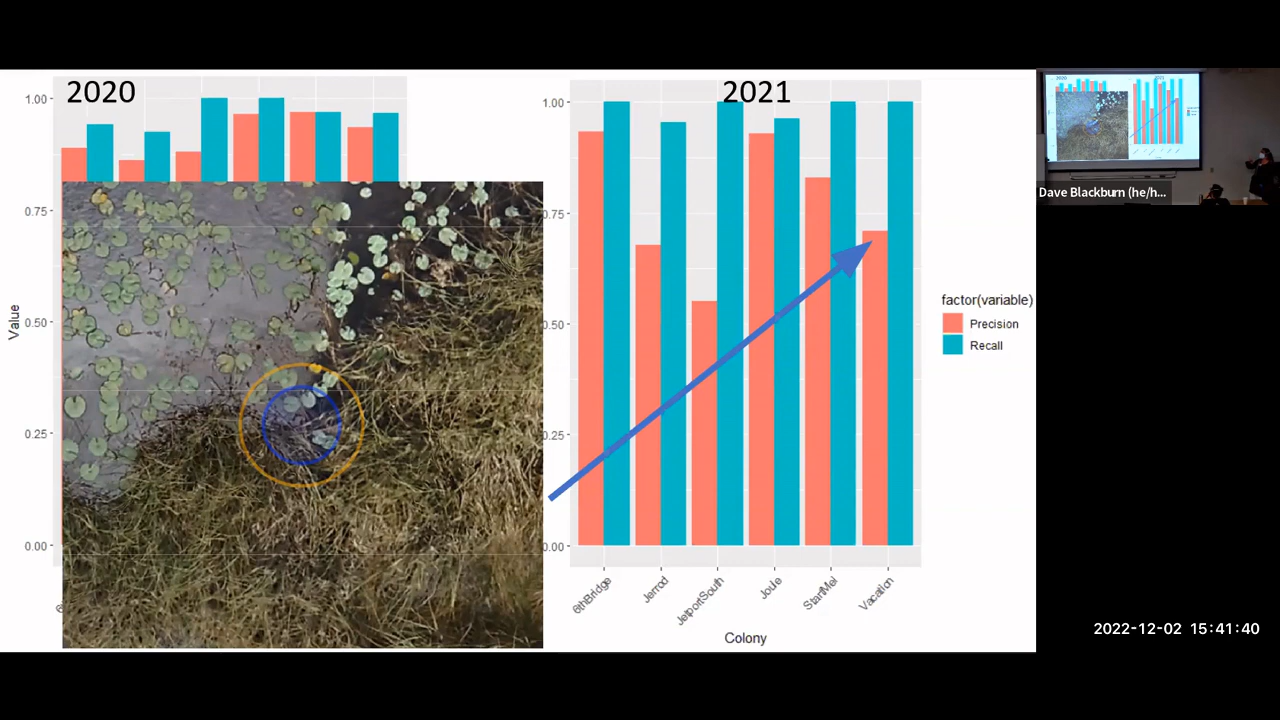 2020
1.00
0.75
0.50
0.25
0.00
Value
2021
1.00
0.75
0.50
0.25
0.00
6thBridge
Jerrod
JetportSouth
Joule
StartMel
Vacation
Colony
factor(variable)
Precision
Recall
Dave Blackburn (he/h...
2022-12-02 15:41:40